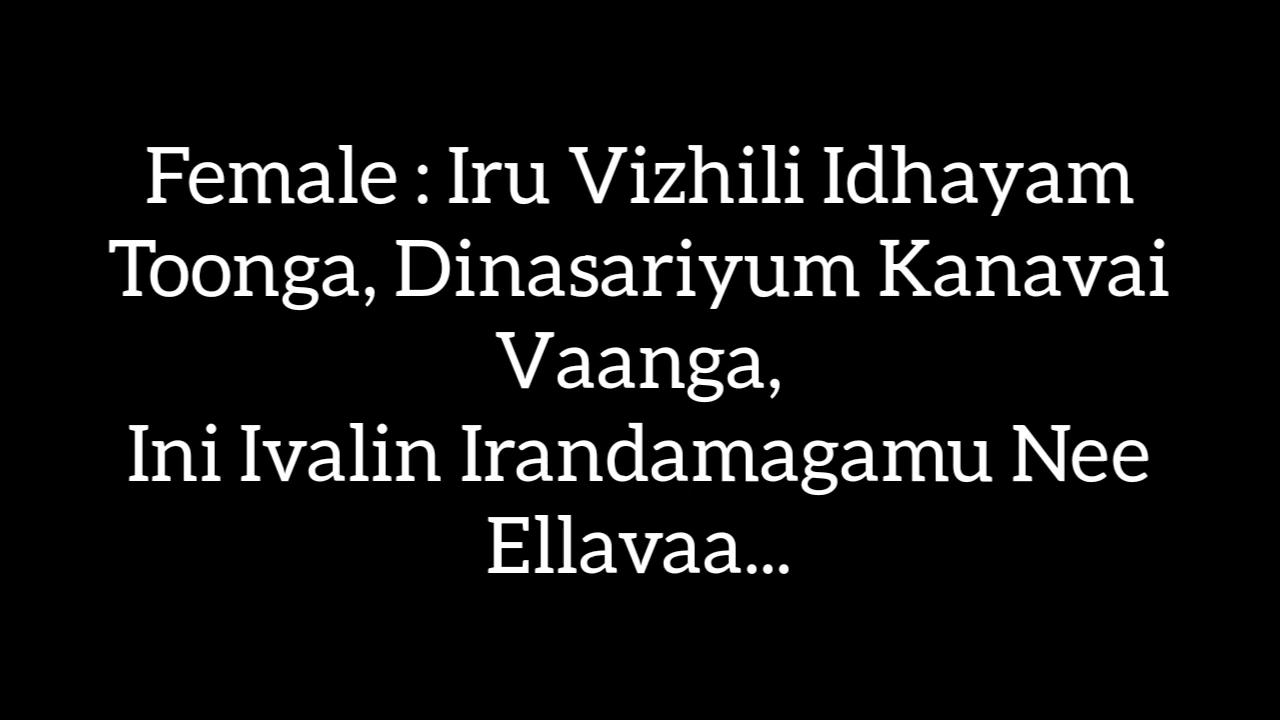 Female : Iru Vizhili Idhayam
Toonga, Dinasariyum Kanavai
Vaanga,
Ini Ivalin Irandamagamu Nee
Ellavaa...